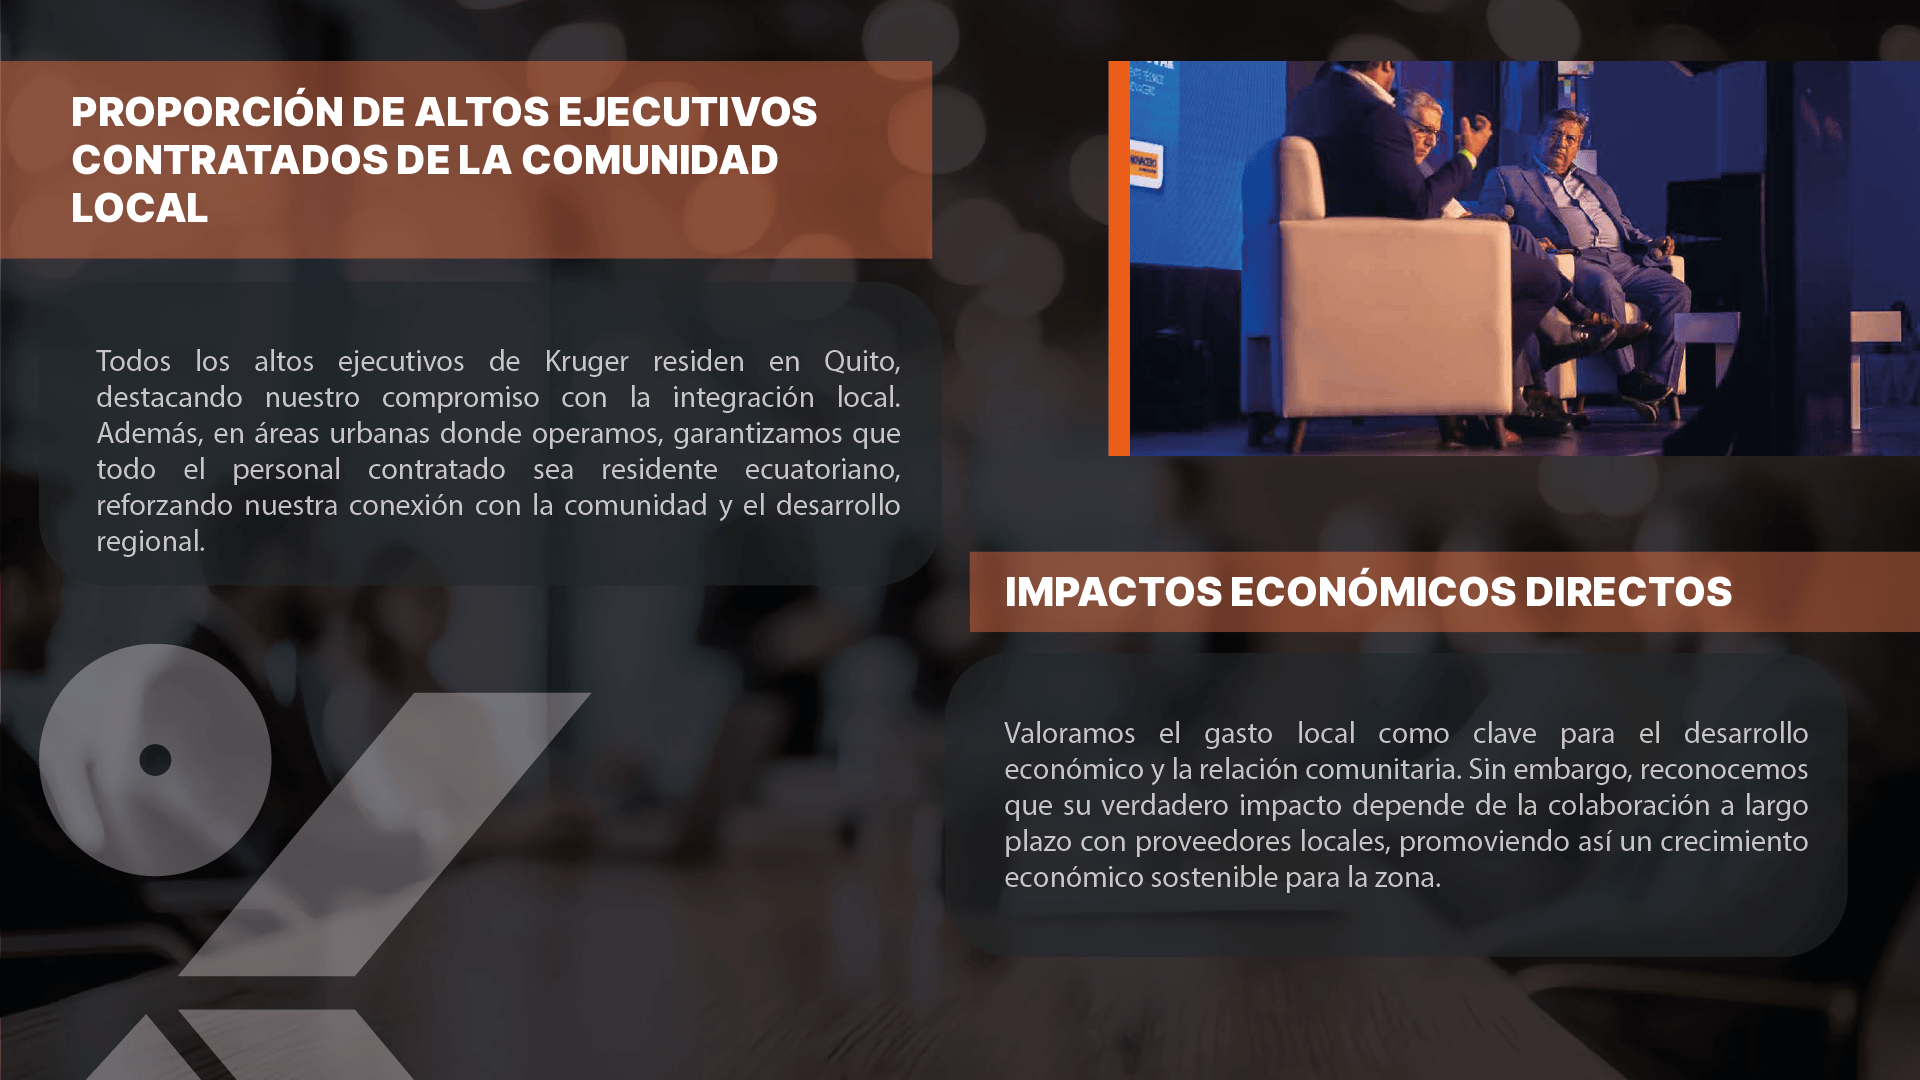 PROPORCIÓN DE ALTOS EJECUTIVOS
CONTRATADOS DE LA COMUNIDAD
LOCAL
Todos los altos ejecutivos de Kruger residen en Quito,
destacando nuestro compromiso con la integración local.
Además, en áreas urbanas donde operamos, garantizamos que
todo el personal contratado sea residente ecuatoriano,
reforzando nuestra conexión con la comunidad y el desarrollo
regional.
IMPACTOS ECONÓMICOS DIRECTOS
Valoramos el gasto local como clave para el desarrollo
económico y la relación comunitaria. Sin embargo, reconocemos
que su verdadero impacto depende de la colaboración a largo
plazo con proveedores locales, promoviendo así un crecimiento
económico sostenible para la zona.